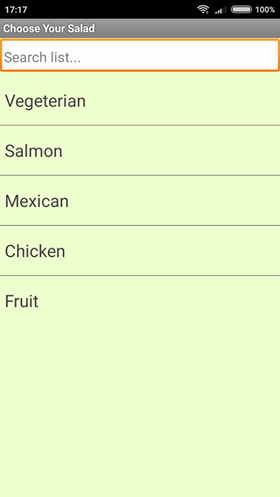 17:17
100%
Choose Your Salad
Search list...
Vegeterian
Salmon
Mexican
Chicken
Fruit